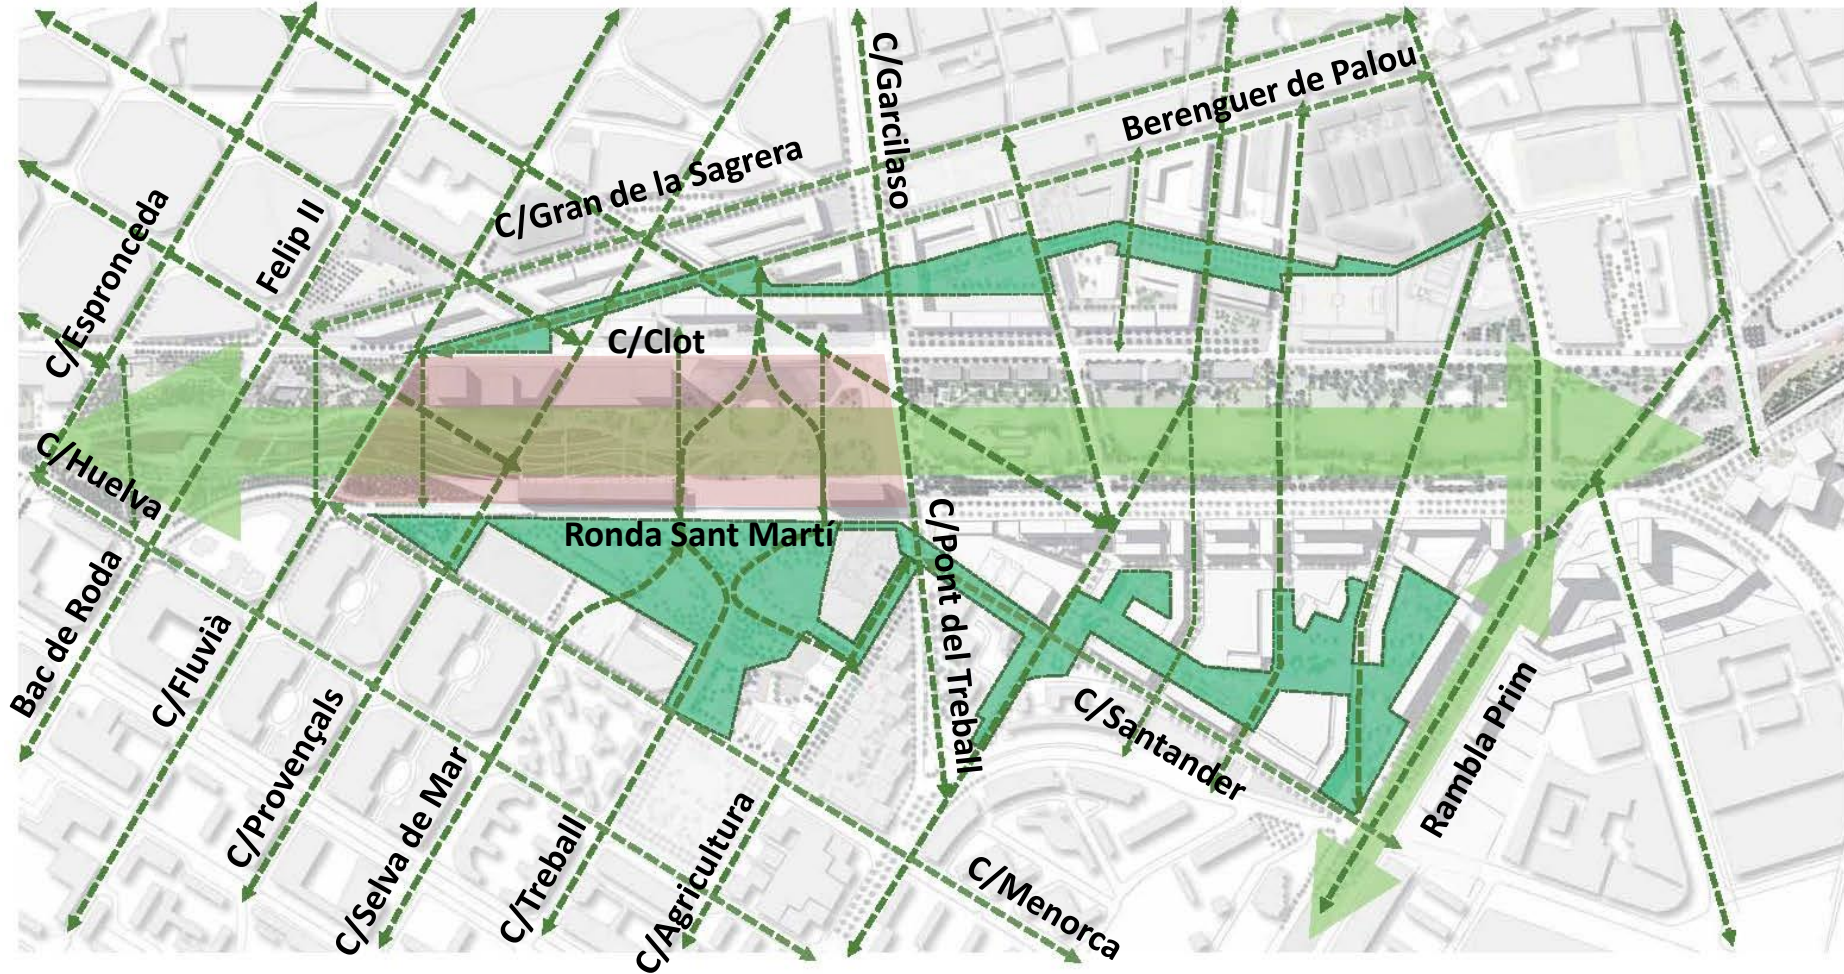 C/Garcilaso
Berenguer de Palou
C/Gran de la Sagrera
C/Espronceda
Felip II
C/Clot
C/Huelva
Ronda Sant Martí
C/Pont del Treball
Bac de Roda
C/Fluvià
C/Provençals
C/Selva de Mar
C/Treball
C/Agricultura
C/Santander
Rambla Prim
C/Menorca